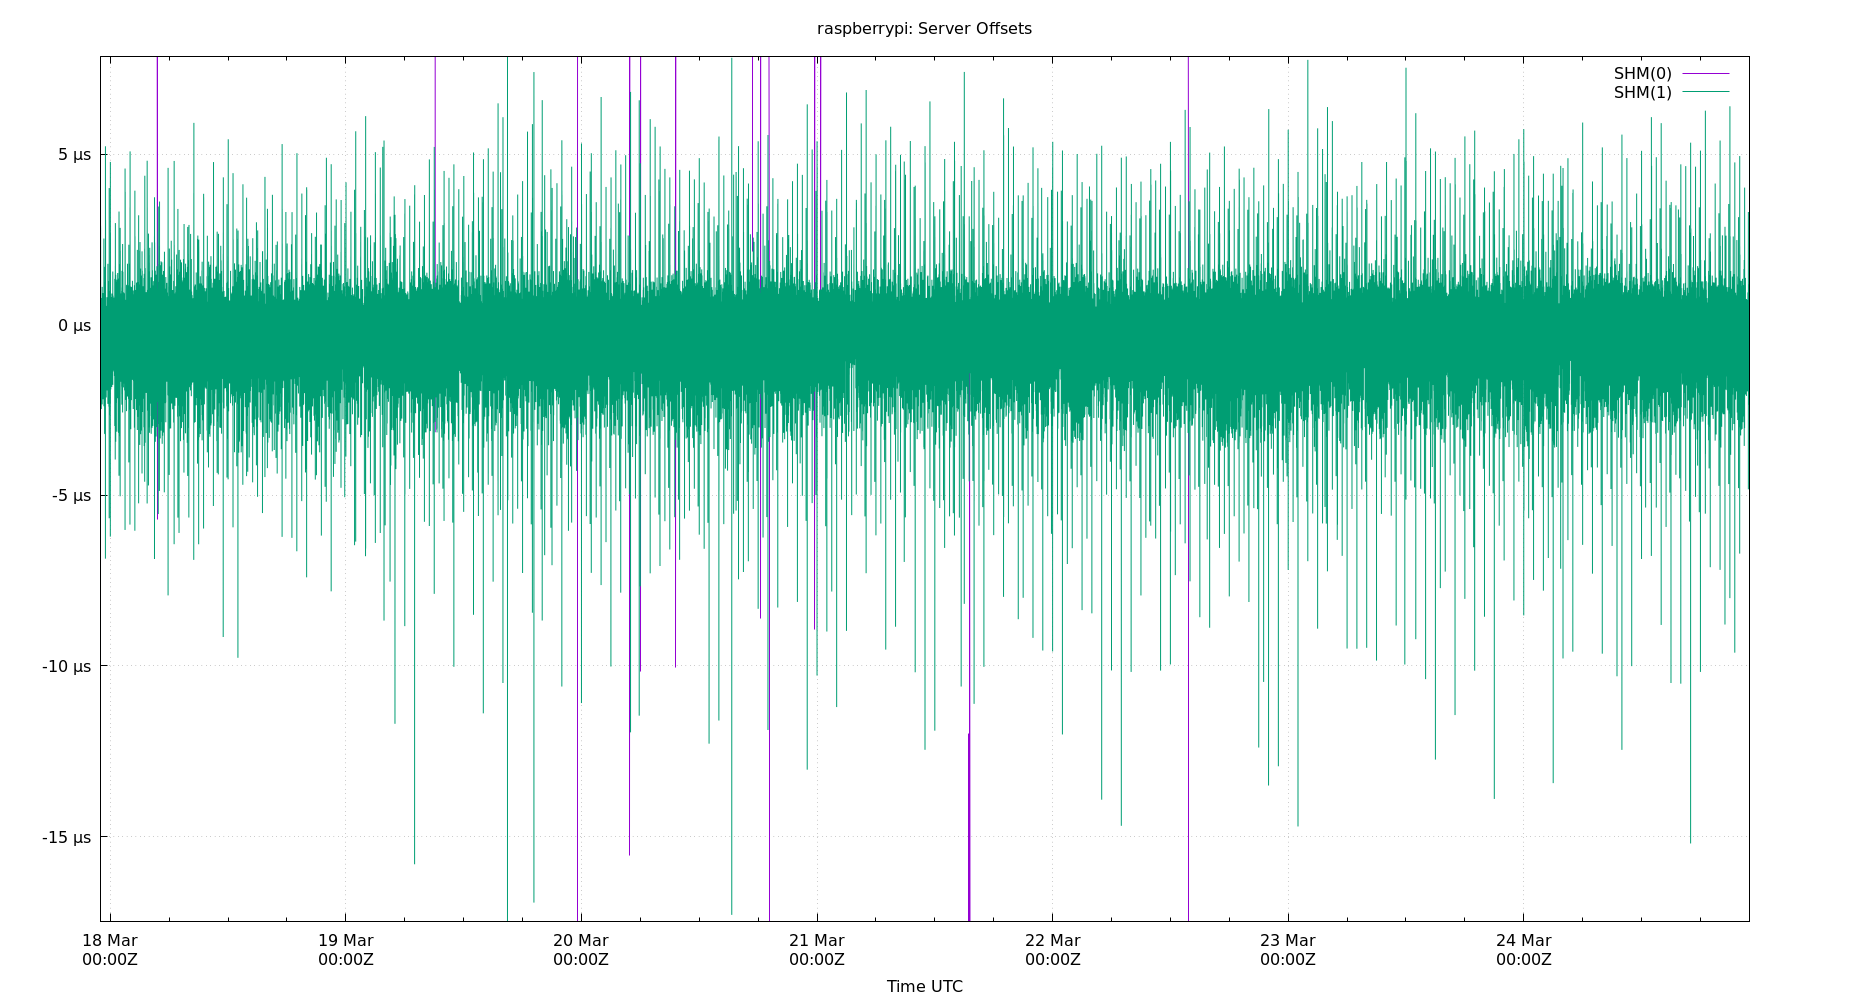 raspberrypi: Server Offsets
SHM(0)
SHM(1)
5 µs
0 µs
-5 µs
-10 µs
-15 µs
18 Mar
00:00Z
19 Mar
00:00Z
20 Mar
00:00Z
21 Mar
00:00Z
22 Mar
00:00Z
23 Mar
00:00Z
24 Mar
00:00Z
Time UTC